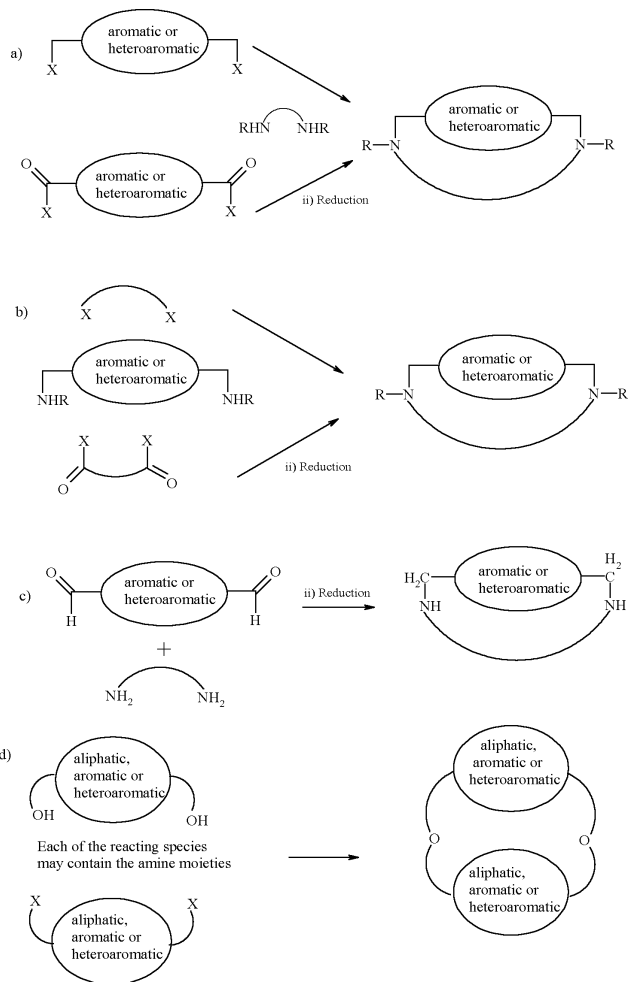 aromatic or
heteroaromatic
a)
X
X
aromatic or
heteroaromatic
RHN
NHR
R—N
N—R
O
O
aromatic or
heteroaromatic
X
X
ii) Reduction
b)
X
X
aromatic or
heteroaromatic
aromatic or
heteroaromatic
NHR
NHR
R—N
N—R
X
X
O
O
ii) Reduction
c)
O
O
aromatic or
heteroaromatic
H
H
ii) Reduction
H2
H2C
C
aromatic or
heteroaromatic
NH
NH
+
NH2
NH2
d)
aliphatic,
aromatic or
heteroaromatic
OH
OH
aliphatic,
aromatic or
heteroaromatic
Each of the reacting species
may contain the amine moieties
O
O
X
X
aliphatic,
aromatic or
heteroaromatic
aliphatic,
aromatic or
heteroaromatic